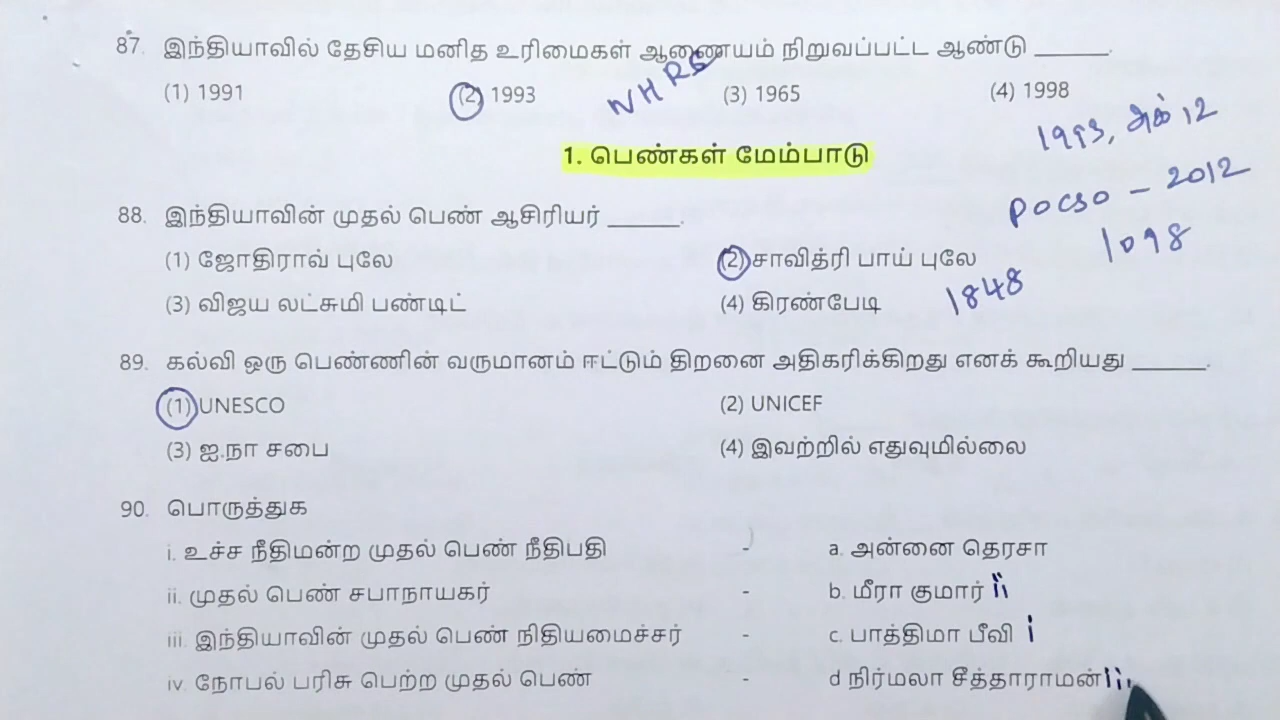 87. இந்தியாவில் தேசிய மனித உரிமைகள் ஆணையம் நிறுவப்பட்ட ஆண்டு ______.
(1) 1991 (2) 1993 (3) 1965 (4) 1998
NHRC
1993, அக் 12
1. பெண்கள் மேம்பாடு
POCSO - 2012
88. இந்தியாவின் முதல் பெண் ஆசிரியர் ______.
1098
(1) ஜோதிராவ் புலே (2) சாவித்ரி பாய் புலே
(3) விஜய லட்சுமி பண்டிட் (4) கிரண்பேடி 1848
89. கல்வி ஒரு பெண்ணின் வருமானம் ஈட்டும் திறனை அதிகரிக்கிறது எனக் கூறியது ______.
(1) UNESCO (2) UNICEF
(3) ஐ.நா சபை (4) இவற்றில் எதுவுமில்லை
90. பொருத்துக
i. உச்ச நீதிமன்ற முதல் பெண் நீதிபதி - a. அன்னை தெரசா
ii. முதல் பெண் சபாநாயகர் - b. மீரா குமார் ii
iii. இந்தியாவின் முதல் பெண் நிதியமைச்சர் - c. பாத்திமா பீவி i
iv. நோபல் பரிசு பெற்ற முதல் பெண் - d நிர்மலா சீத்தாராமன் iii